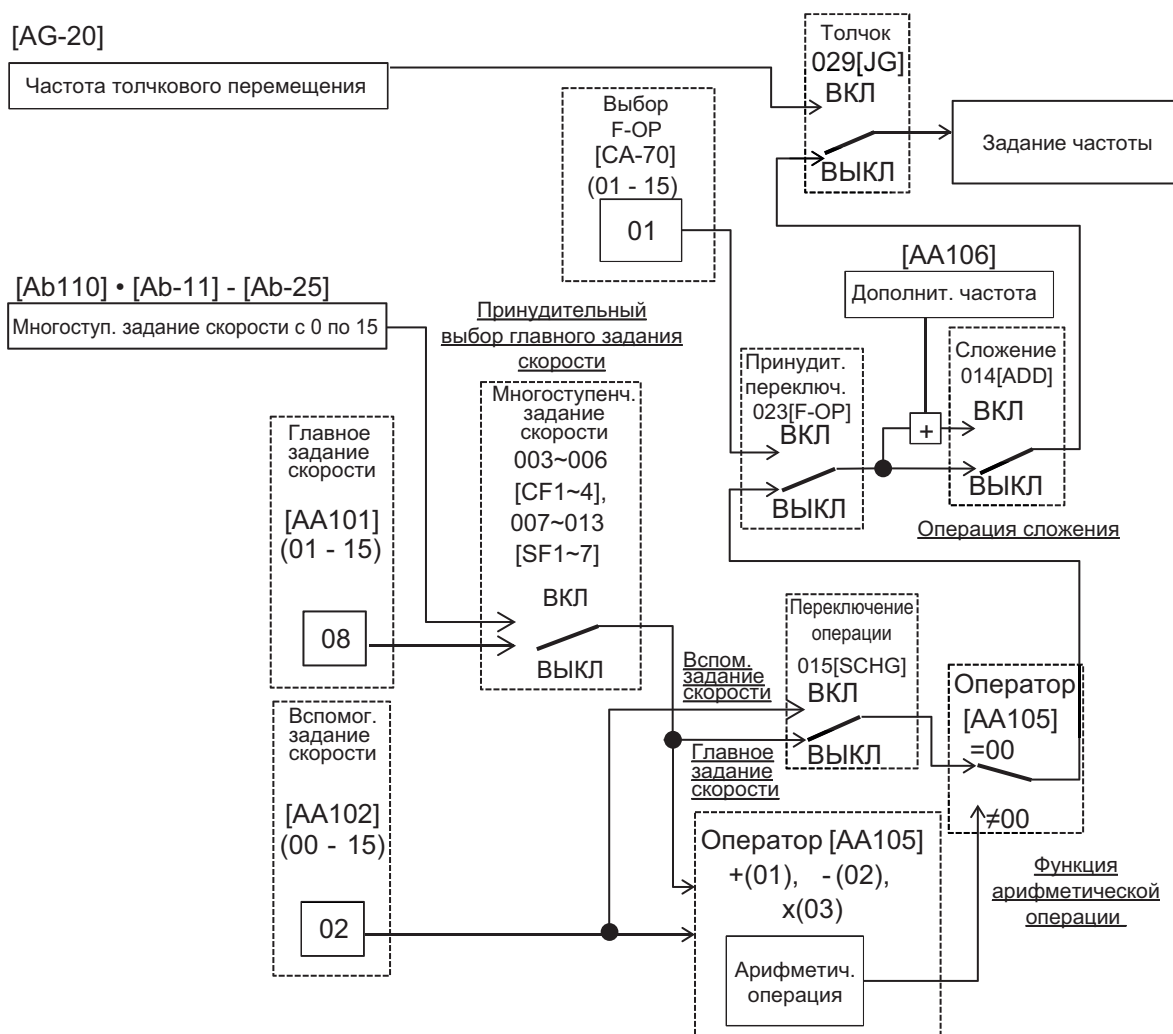 [AG-20]
Частота толчкового перемещения
Толчок
029[JG]
ВКЛ
ВЫКЛ
Задание частоты
Выбор
F-OP
[CA-70]
(01 - 15)
01
[Ab110] • [Ab-11] - [Ab-25]
Многоступ. задание скорости с 0 по 15
Принудительный
выбор главного задания
скорости
[AA106]
Дополнит. частота
Принудит.
переключ.
023[F-OP]
ВКЛ
ВЫКЛ
+
Сложение
014[ADD]
ВКЛ
ВЫКЛ
Операция сложения
Главное
задание
скорости
[AA101]
(01 - 15)
08
Многоступенч.
задание
скорости
003~006
[CF1~4],
007~013
[SF1~7]
ВКЛ
ВЫКЛ
Вспом.
задание
скорости
Главное
задание
скорости
Переключение
операции
015[SCHG]
ВКЛ
ВЫКЛ
Оператор
[AA105]
=00
≠00
Функция
арифметической
операции
Вспомог.
задание
скорости
[AA102]
(00 - 15)
02
Оператор [AA105]
+(01), - (02),
x(03)
Арифметич.
операция